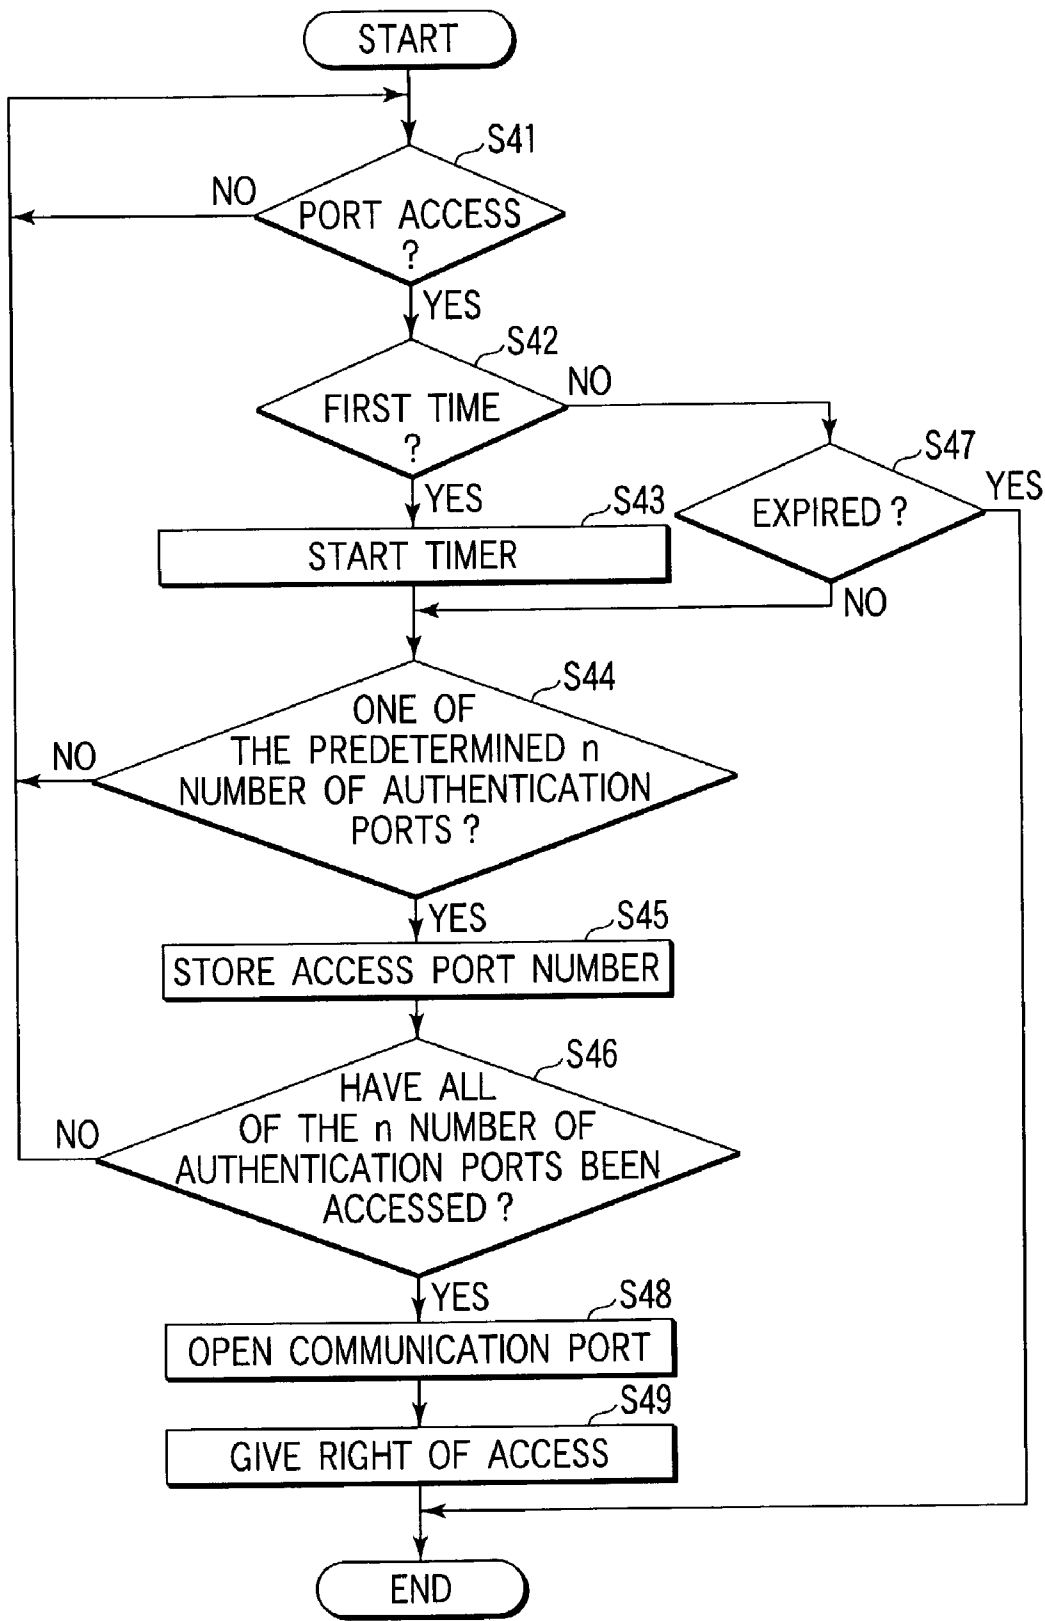 START
S41
NO
PORT ACCESS
?
YES
S42
NO
FIRST TIME
?
S47
YES
YES
S43
EXPIRED ?
START TIMER
NO
S44
ONE OF
NO
THE PREDETERMINED n
NUMBER OF AUTHENTICATION
PORTS ?
YES
S45
STORE ACCESS PORT NUMBER
S46
HAVE ALL
NO
OF THE n NUMBER OF
AUTHENTICATION PORTS BEEN
ACCESSED ?
YES
S48
OPEN COMMUNICATION PORT
S49
GIVE RIGHT OF ACCESS
END